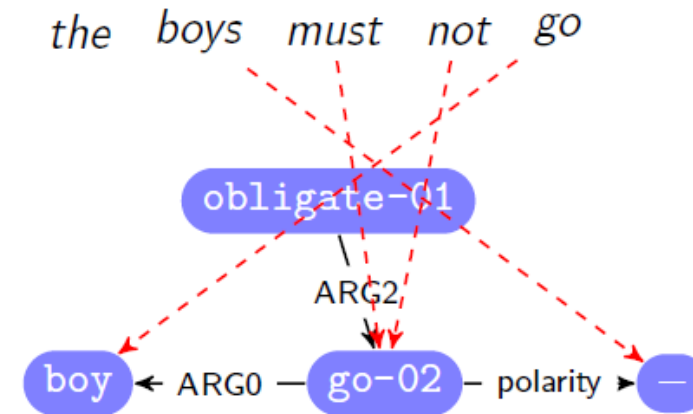 the boys must not go
obligate-01
ARG2
boy ARG0 go-02 polarity –